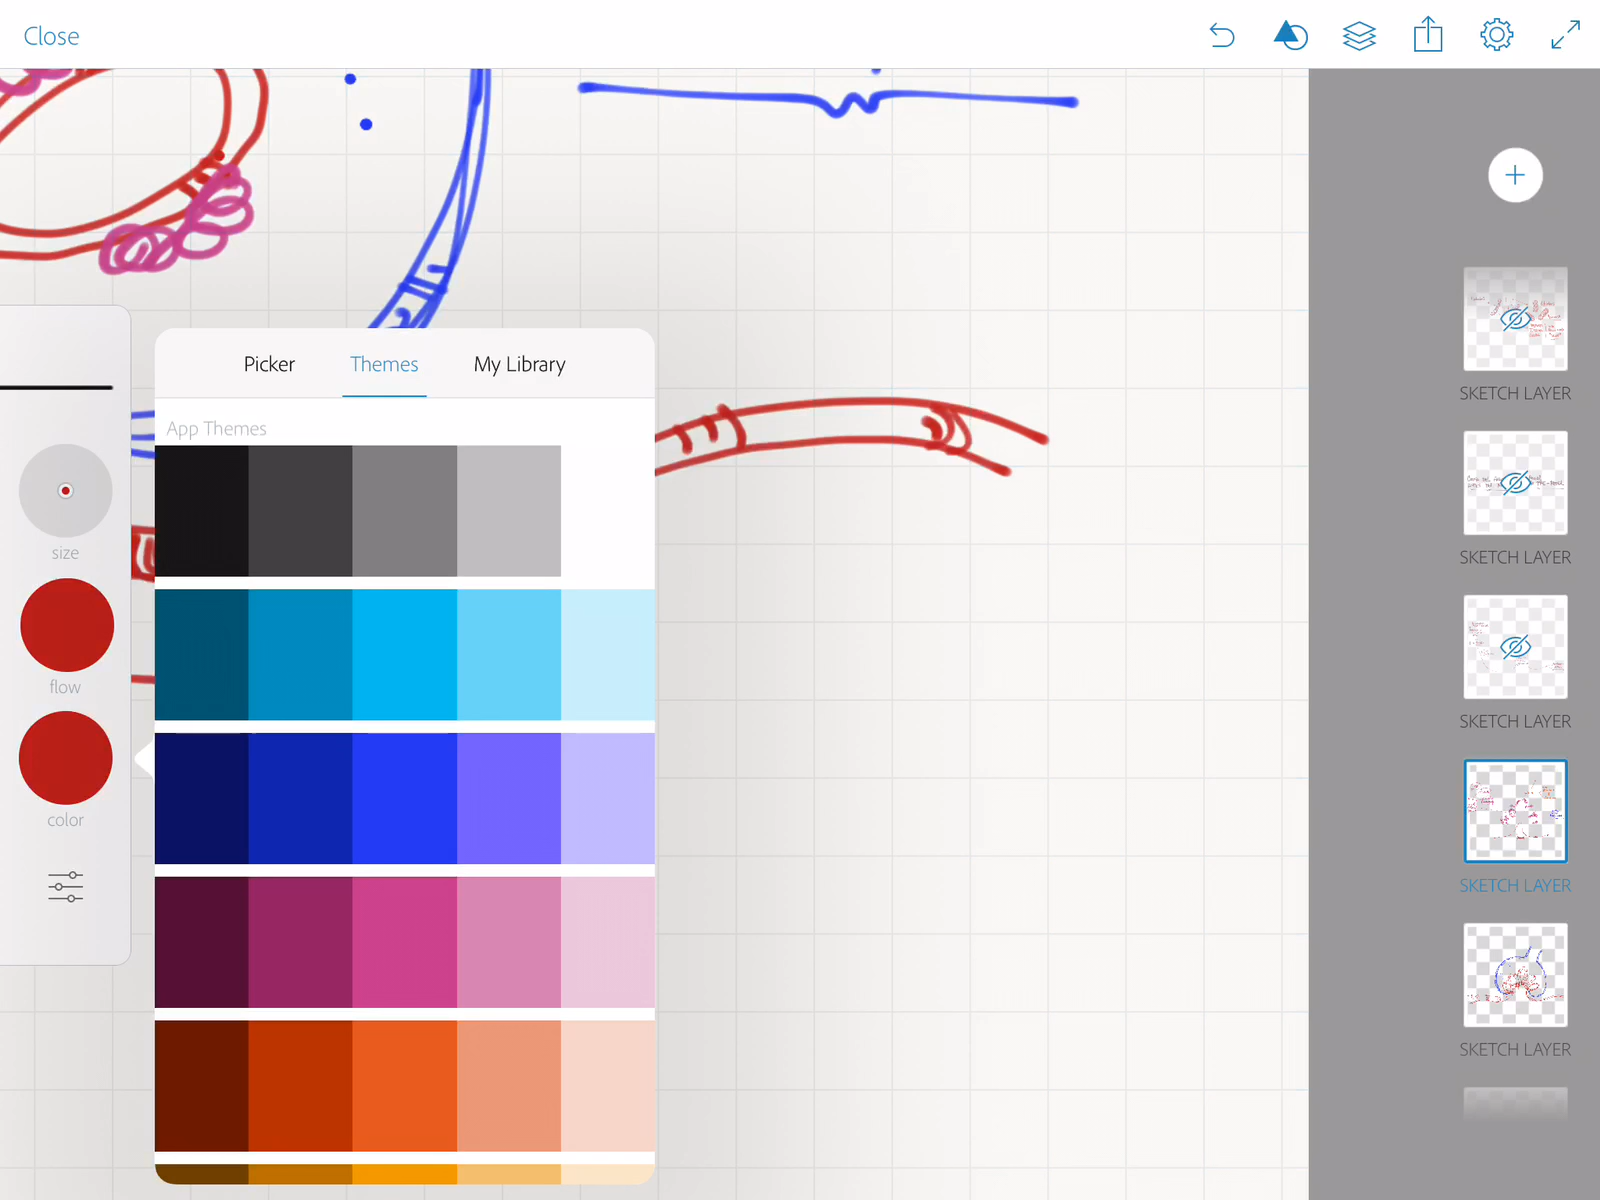 Close
Picker Themes My Library
App Themes
size
flow
color
SKETCH LAYER
SKETCH LAYER
SKETCH LAYER
SKETCH LAYER
SKETCH LAYER